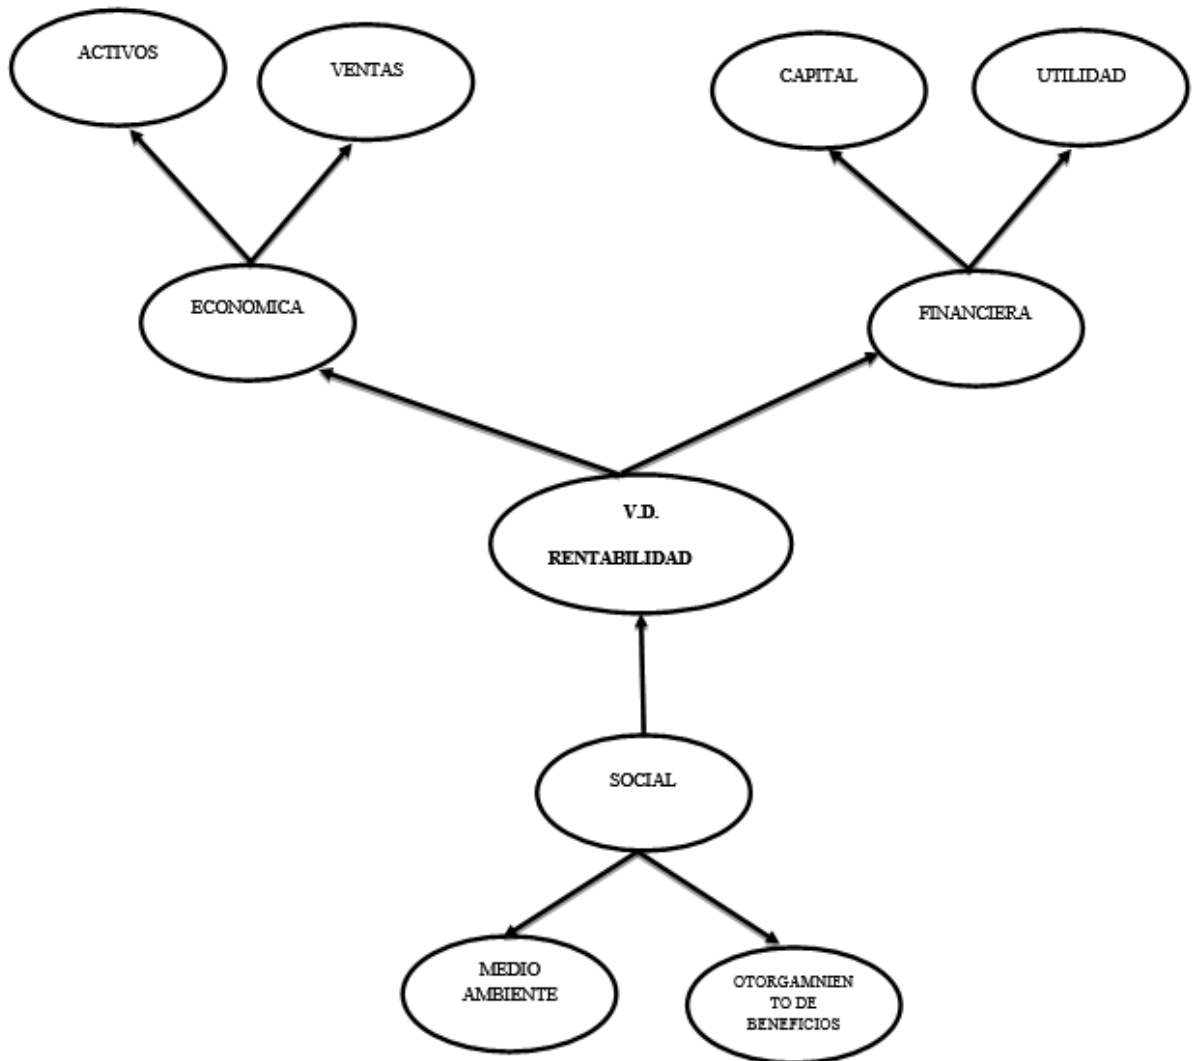 ACTIVOS
VENTAS
CAPITAL
UTILIDAD
ECONOMICA
FINANCIERA
V.D.
RENTABILIDAD
SOCIAL
MEDIO
AMBIENTE
OTORGAMNIEN
TO DE
BENEFICIOS